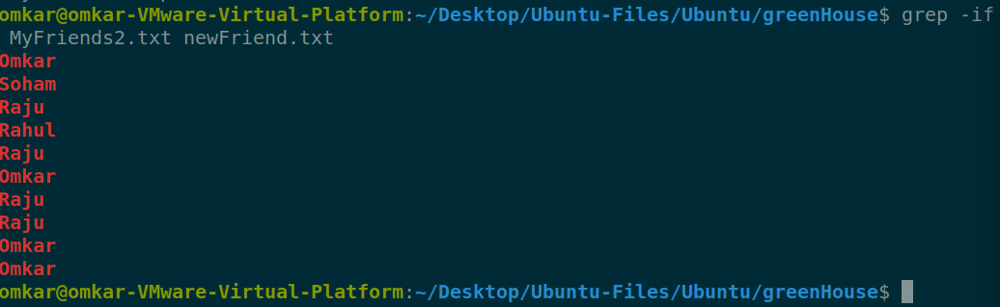 omkar@omkar-VMware-Virtual-Platform:~/Desktop/Ubuntu-Files/Ubuntu/greenHouse$ grep -if
MyFriends2.txt newFriend.txt
Omkar
Soham
Raju
Rahul
Raju
Omkar
Raju
Raju
Omkar
Omkar
omkar@omkar-VMware-Virtual-Platform:~/Desktop/Ubuntu-Files/Ubuntu/greenHouse$